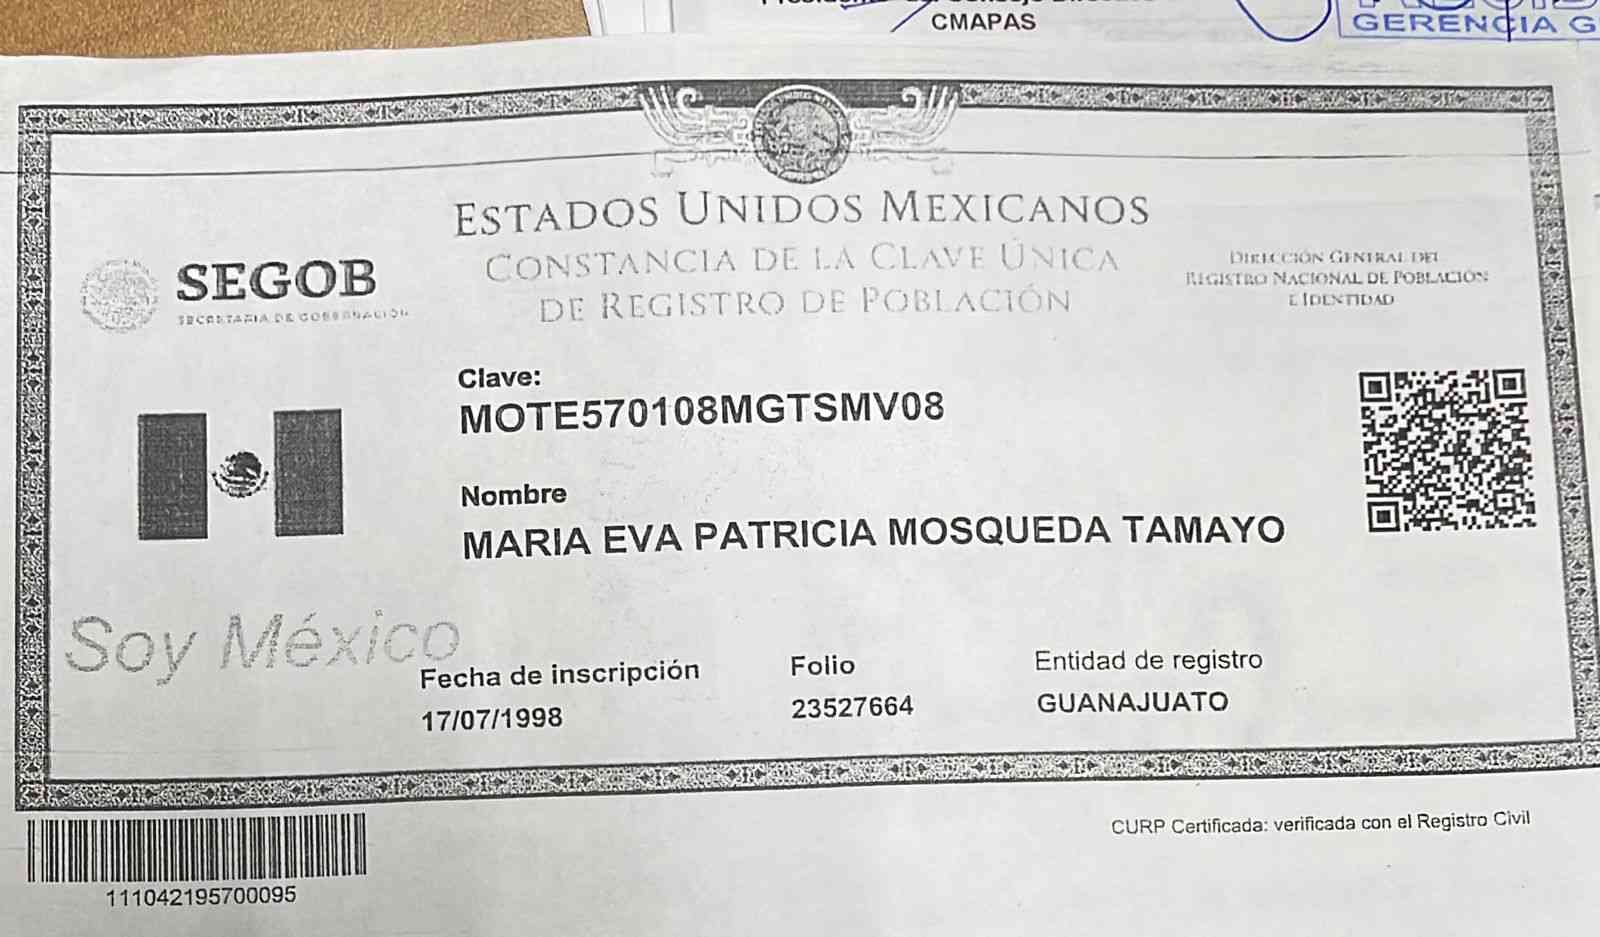 CMAPAS
GERENCIA G
ESTADOS UNIDOS MEXICANOS
CONSTANCIA DE LA CLAVE ÚNICA
DE REGISTRO DE POBLACIÓN
SEGOB
SECRETARÍA DE GOBERNACIÓN
DIRECCIÓN GENERAL DEL
REGISTRO NACIONAL DE POBLACIÓN
E IDENTIDAD
Clave:
MOTE570108MGTSMV08
Nombre
MARIA EVA PATRICIA MOSQUEDA TAMAYO
Soy México
Fecha de inscripción
17/07/1998
Folio
23527664
Entidad de registro
GUANAJUATO
CURP Certificada: verificada con el Registro Civil
111042195700095